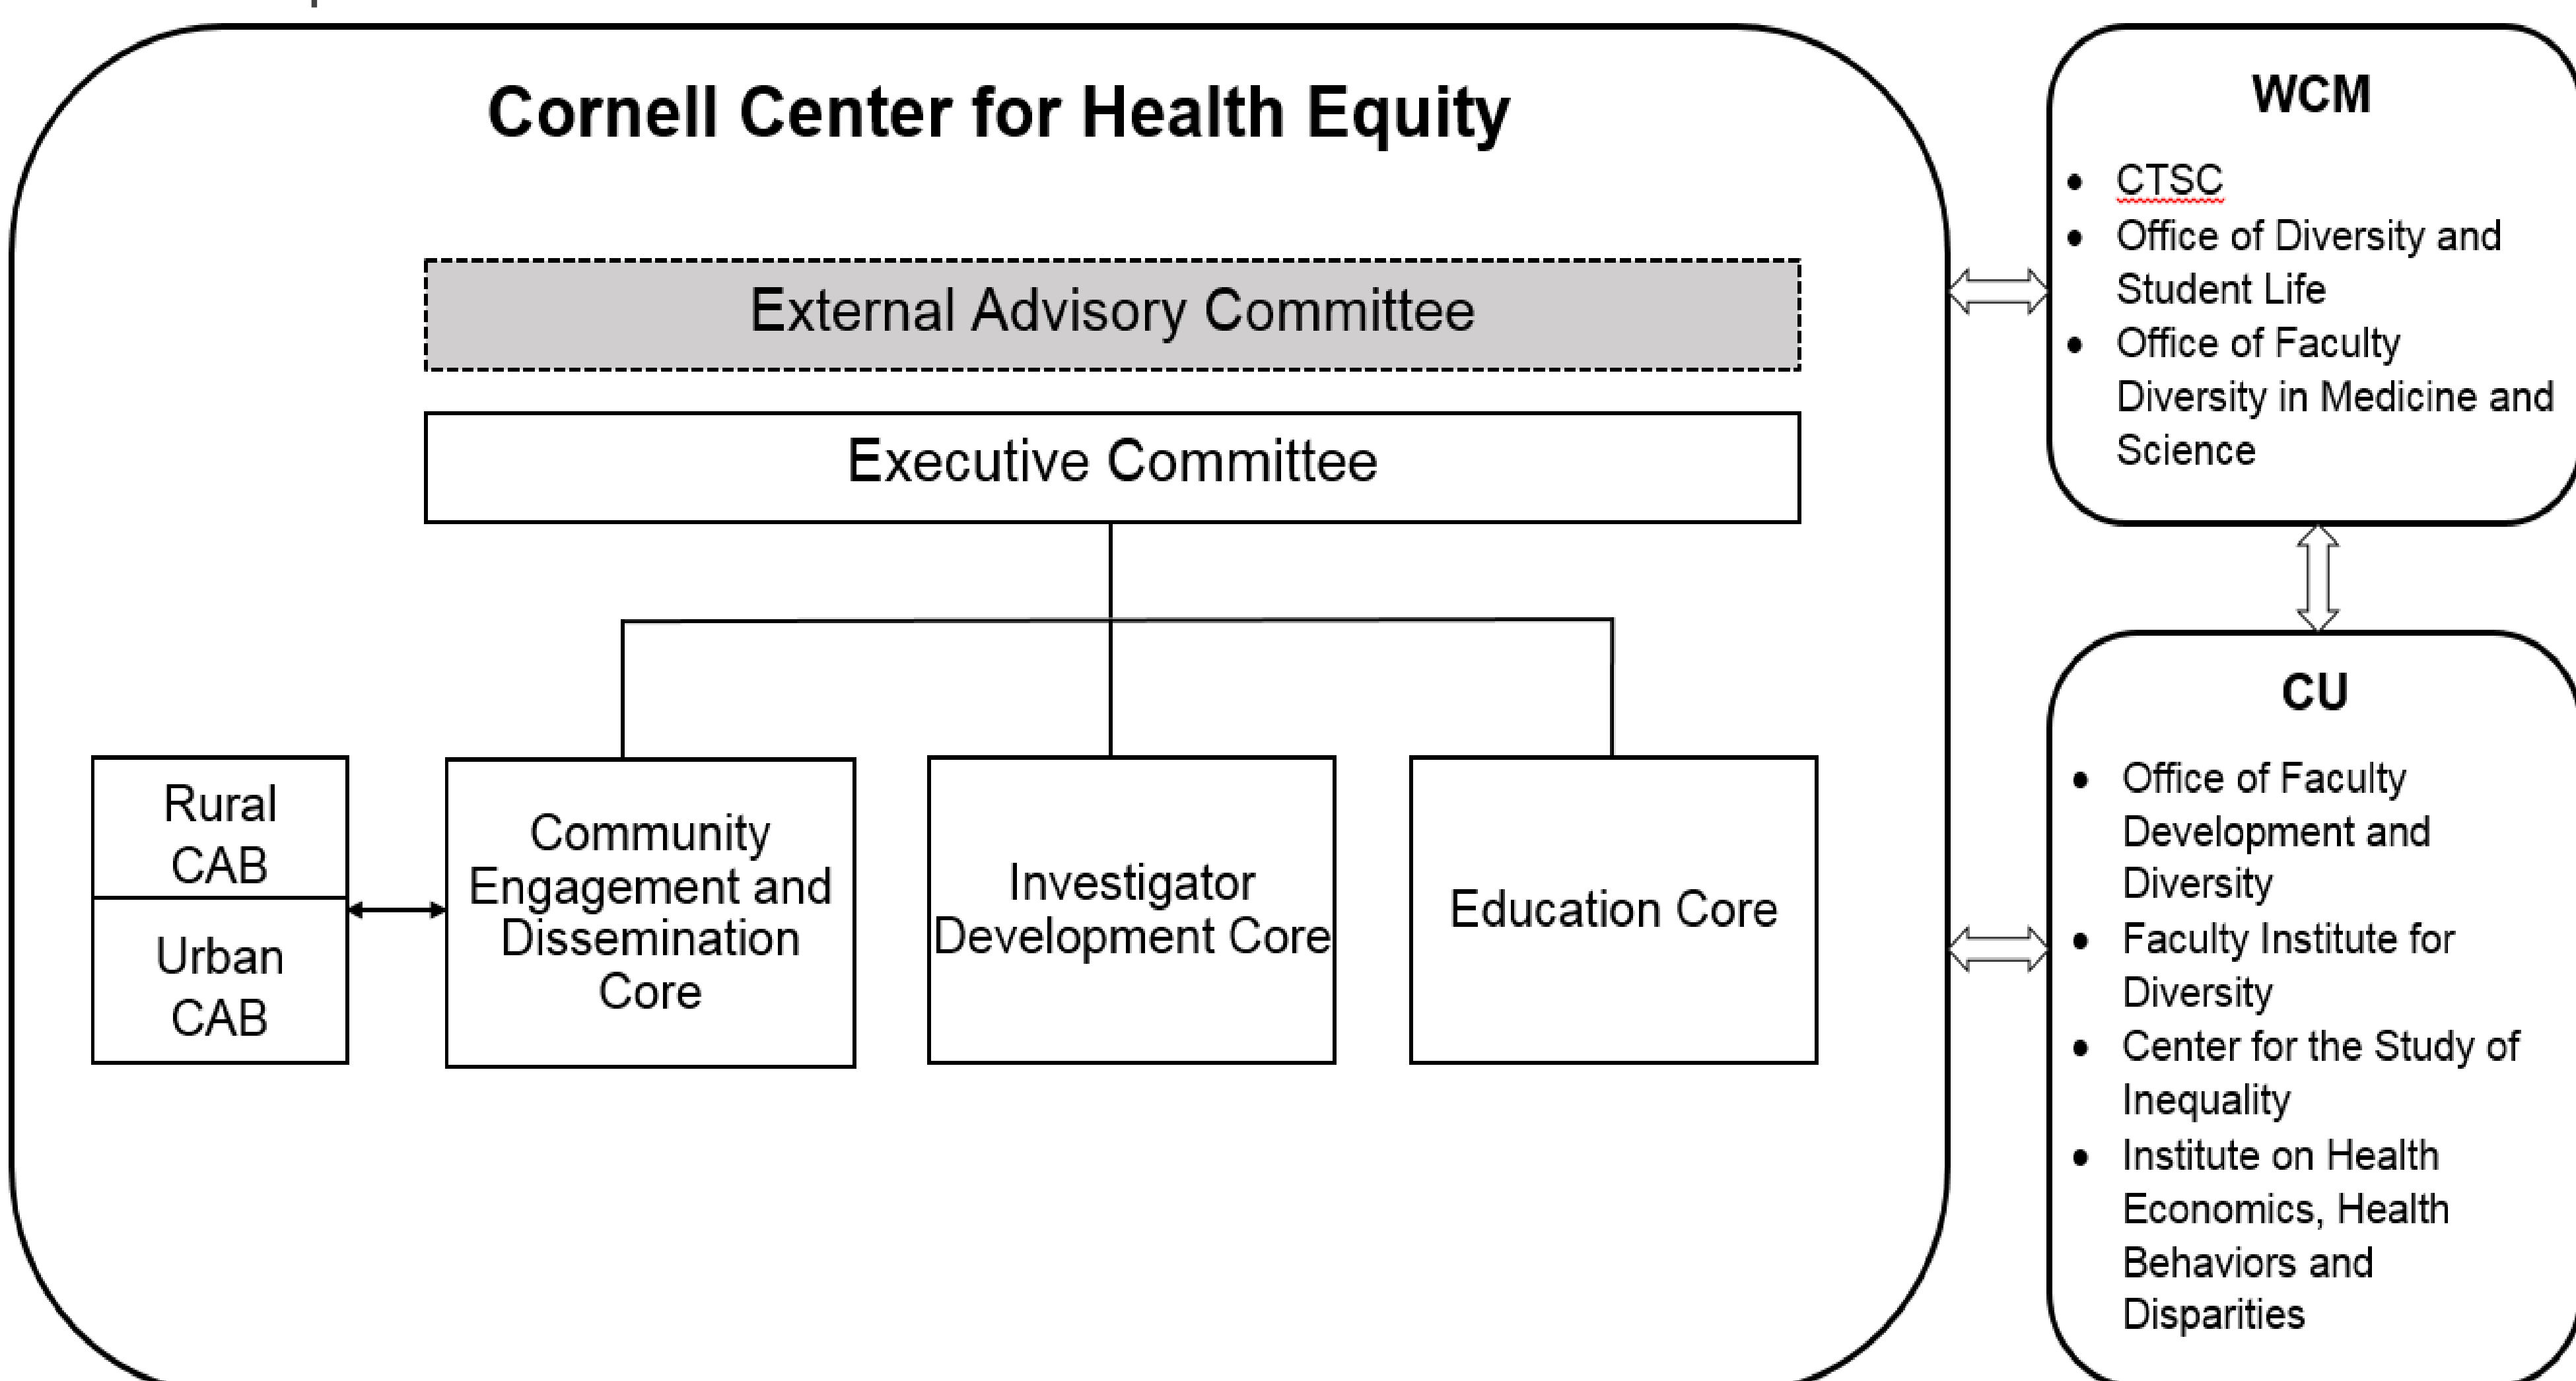 Cornell Center for Health Equity
External Advisory Committee
Executive Committee
Rural
CAB
Urban
CAB
Community
Engagement and
Dissemination
Core
Investigator
Development Core
Education Core
WCM
• CTSC
• Office of Diversity and
Student Life
• Office of Faculty
Diversity in Medicine and
Science
CU
• Office of Faculty
Development and
Diversity
• Faculty Institute for
Diversity
• Center for the Study of
Inequality
• Institute on Health
Economics, Health
Behaviors and
Disparities